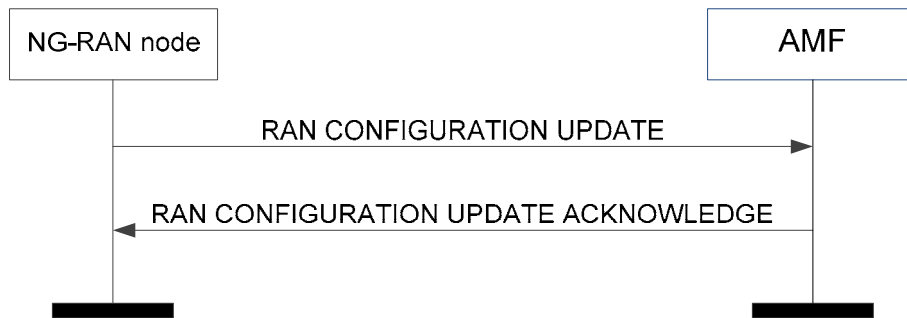 NG-RAN node
AMF
RAN CONFIGURATION UPDATE
RAN CONFIGURATION UPDATE ACKNOWLEDGE